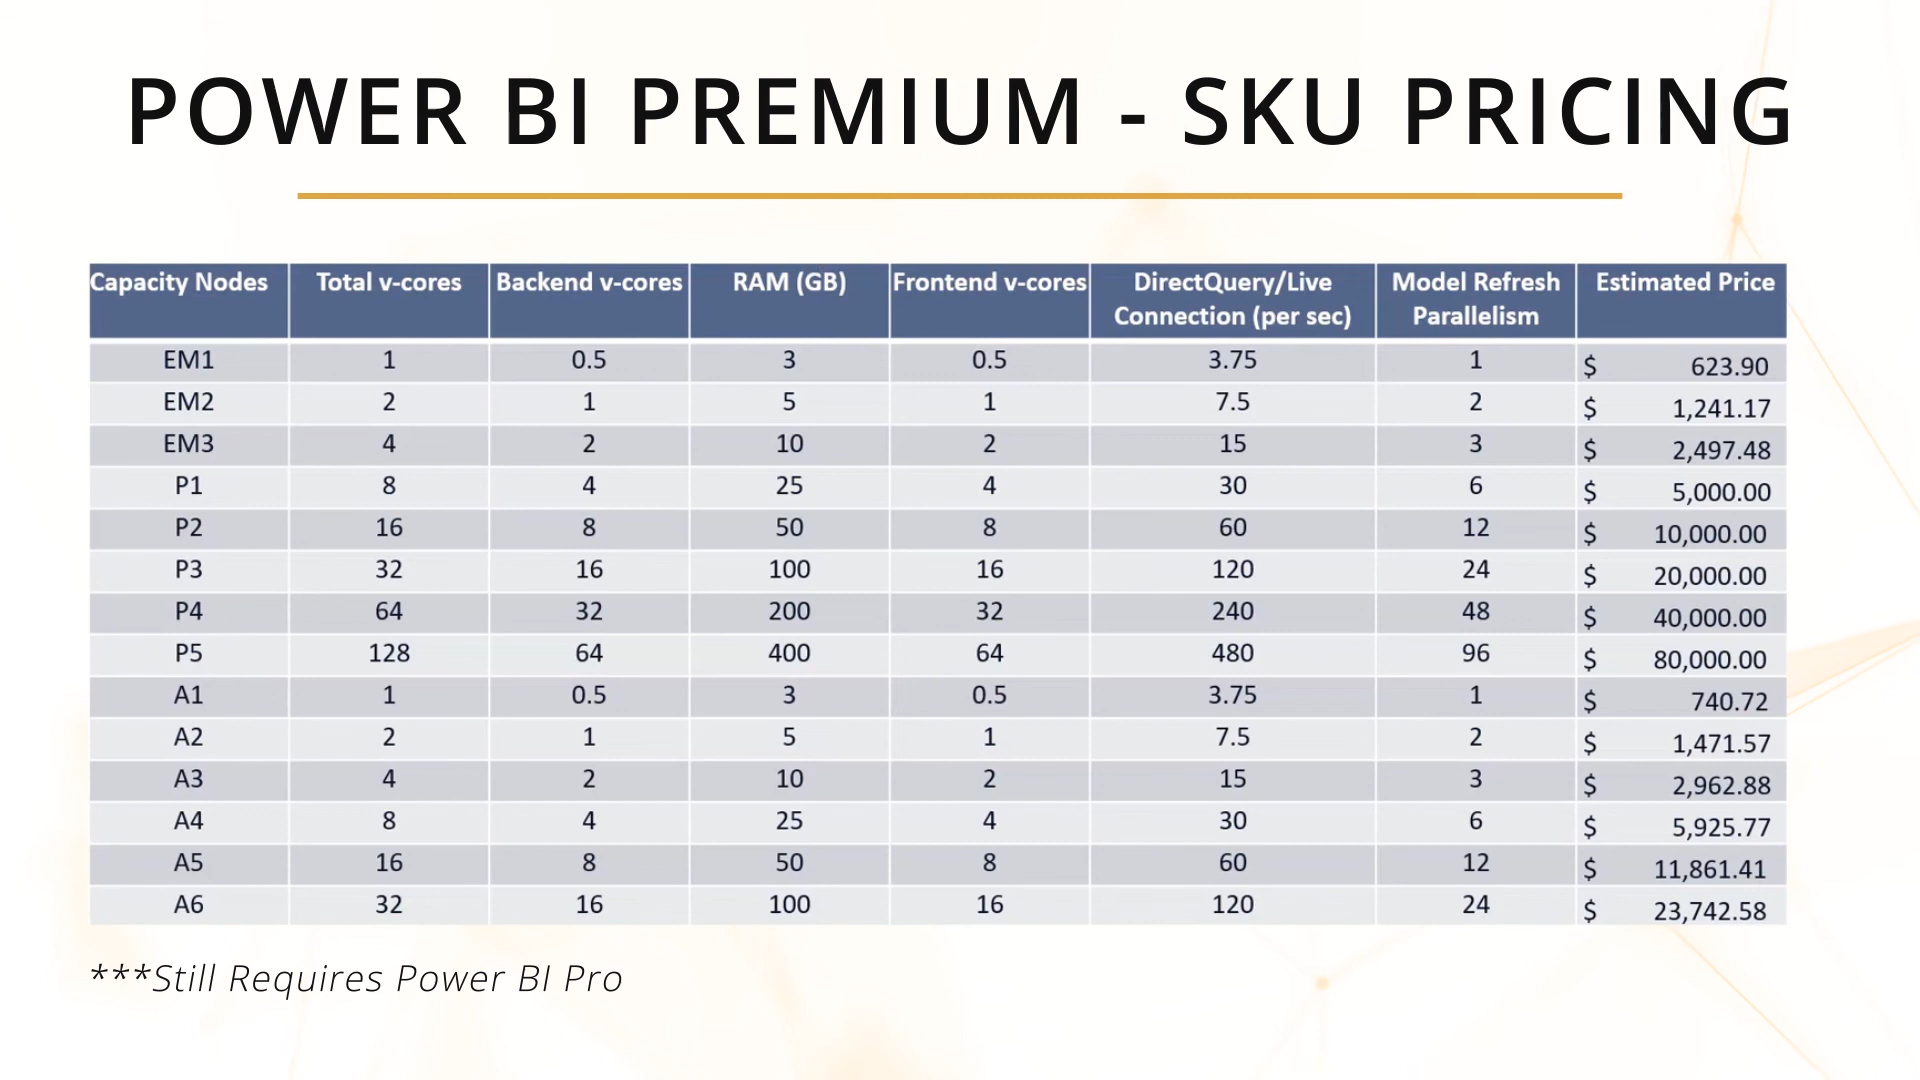 POWER BI PREMIUM - SKU PRICING
Capacity Nodes Total v-cores Backend v-cores RAM (GB) Frontend v-cores DirectQuery/Live Connection (per sec) Model Refresh Parallelism Estimated Price
EM1 1 0.5 3 0.5 3.75 1 $ 623.90
EM2 2 1 5 1 7.5 2 $ 1,241.17
EM3 4 2 10 2 15 3 $ 2,497.48
P1 8 4 25 4 30 6 $ 5,000.00
P2 16 8 50 8 60 12 $ 10,000.00
P3 32 16 100 16 120 24 $ 20,000.00
P4 64 32 200 32 240 48 $ 40,000.00
P5 128 64 400 64 480 96 $ 80,000.00
A1 1 0.5 3 0.5 3.75 1 $ 740.72
A2 2 1 5 1 7.5 2 $ 1,471.57
A3 4 2 10 2 15 3 $ 2,962.88
A4 8 4 25 4 30 6 $ 5,925.77
A5 16 8 50 8 60 12 $ 11,861.41
A6 32 16 100 16 120 24 $ 23,742.58
***Still Requires Power BI Pro